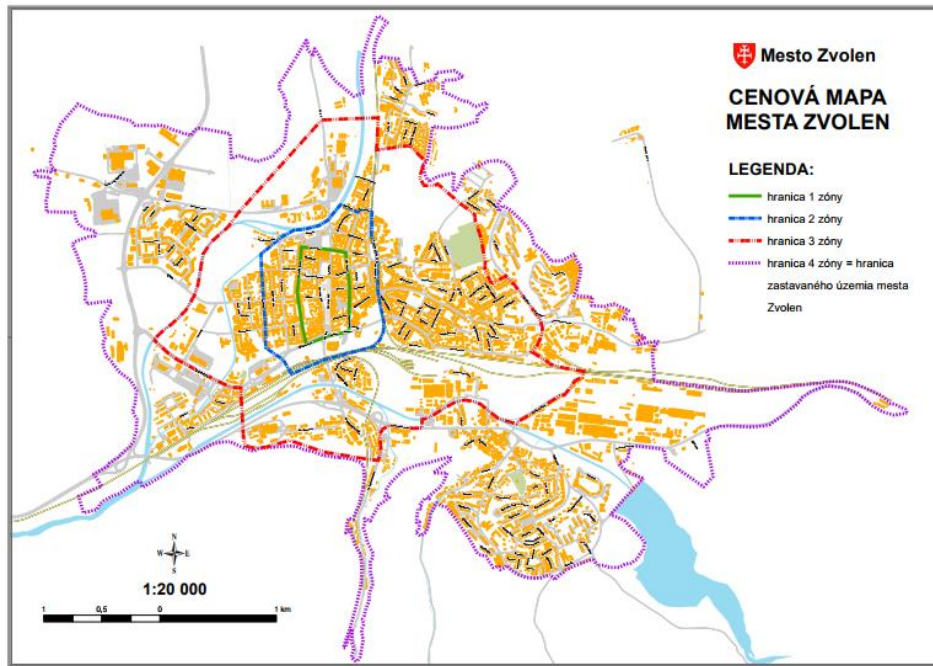 Mesto Zvolen
CENOVÁ MAPA
MESTA ZVOLEN
LEGENDA:
hranica 1 zóny
hranica 2 zóny
hranica 3 zóny
hranica 4 zóny = hranica
zastavaného územia mesta
Zvolen
N
W E
S
1:20 000
1 0,5 0 1 km